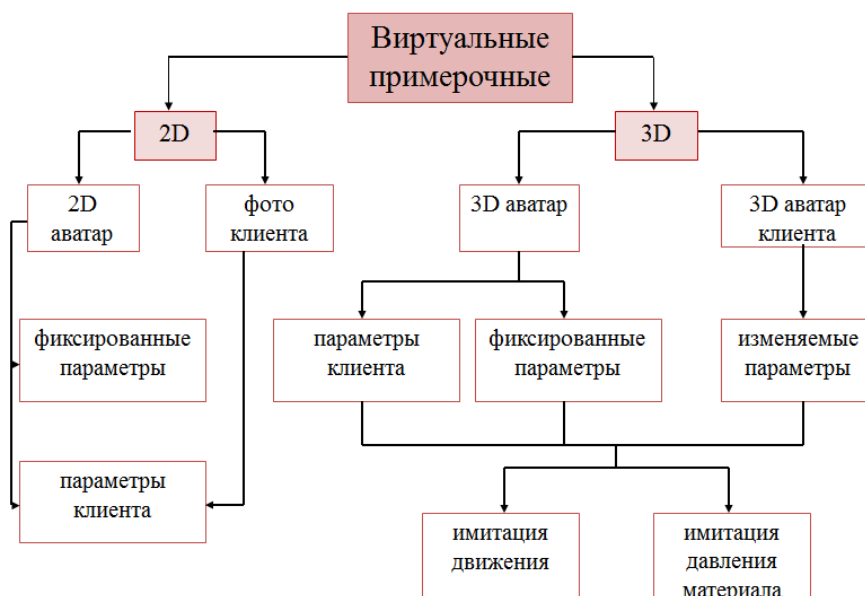 Виртуальные
примерочные
2D
3D
2D
аватар
фото
клиента
3D аватар
3D аватар
клиента
фиксированные
параметры
параметры
клиента
фиксированные
параметры
изменяемые
параметры
параметры
клиента
имитация
движения
имитация
давления
материала